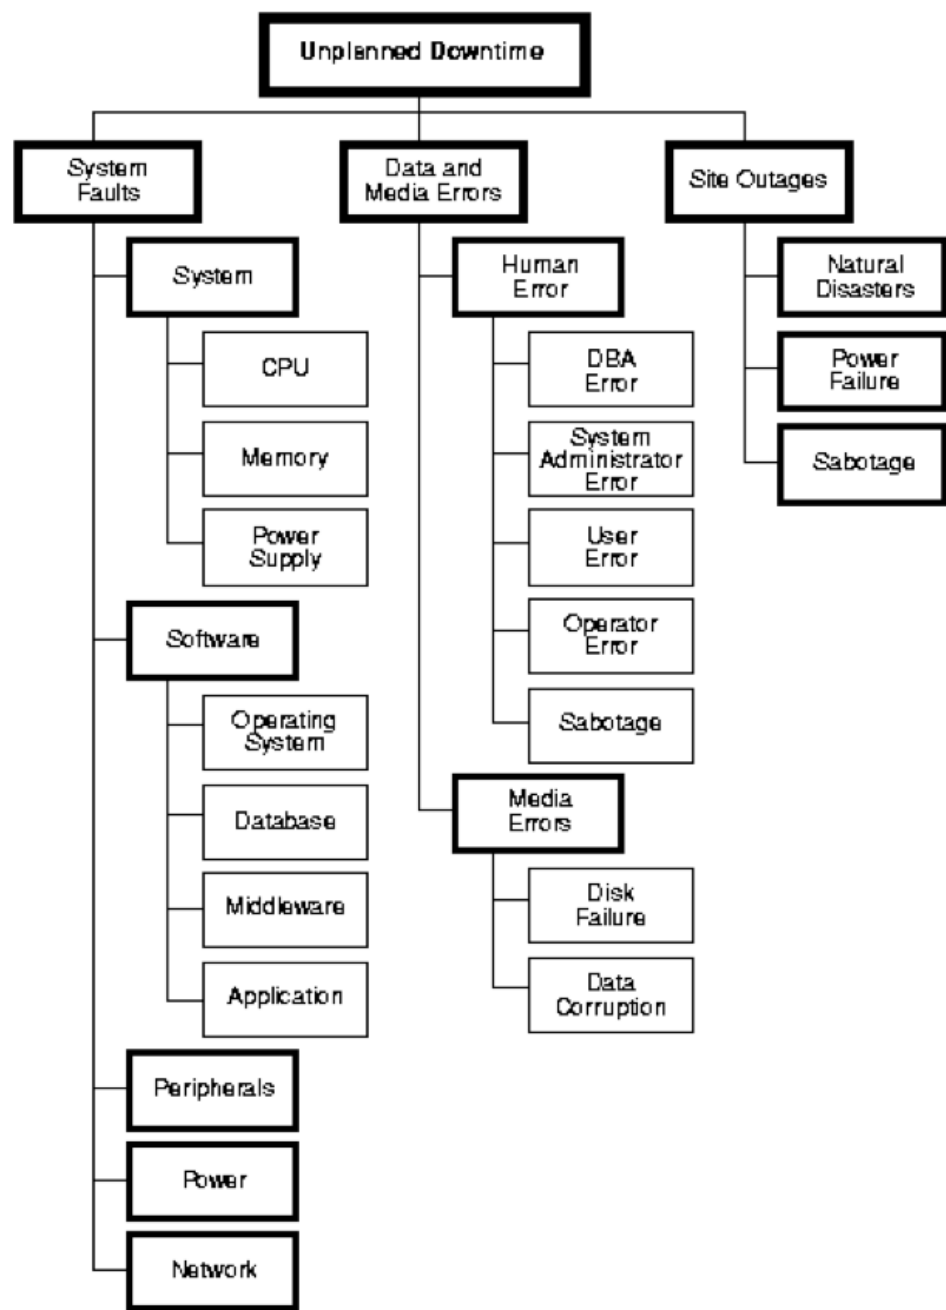 Unplanned Downtime
System
Faults
Data and
Media Errors
Site Outages
System
CPU
Memory
Power
Supply
Software
Operating
System
Database
Middleware
Application
Peripherals
Power
Network
Human
Error
DBA
Error
System
Administrator
Error
User
Error
Operator
Error
Sabotage
Media
Errors
Disk
Failure
Data
Corruption
Natural
Disasters
Power
Failure
Sabotage